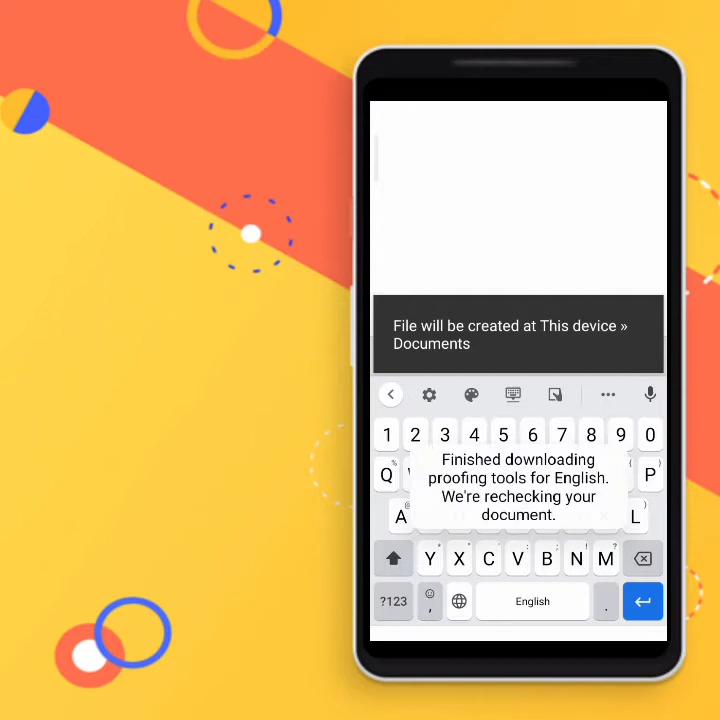 File will be created at This device »
Documents
1 2 3 4 5 6 7 8 9 0
Q P
Finished downloading
proofing tools for English.
We're rechecking your
document.
A L
Y X C V B N M
?123 , English .